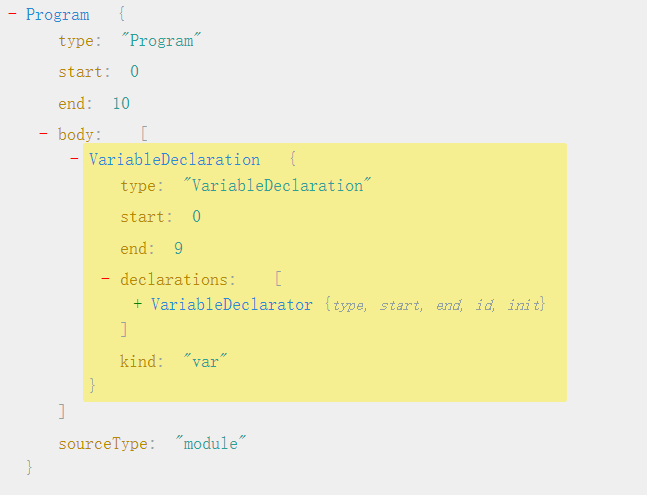 - Program {
type: "Program"
start: 0
end: 10
- body: [
- VariableDeclaration {
type: "VariableDeclaration"
start: 0
end: 9
- declarations: [
+ VariableDeclarator {type, start, end, id, init}
]
kind: "var"
}
]
sourceType: "module"
}